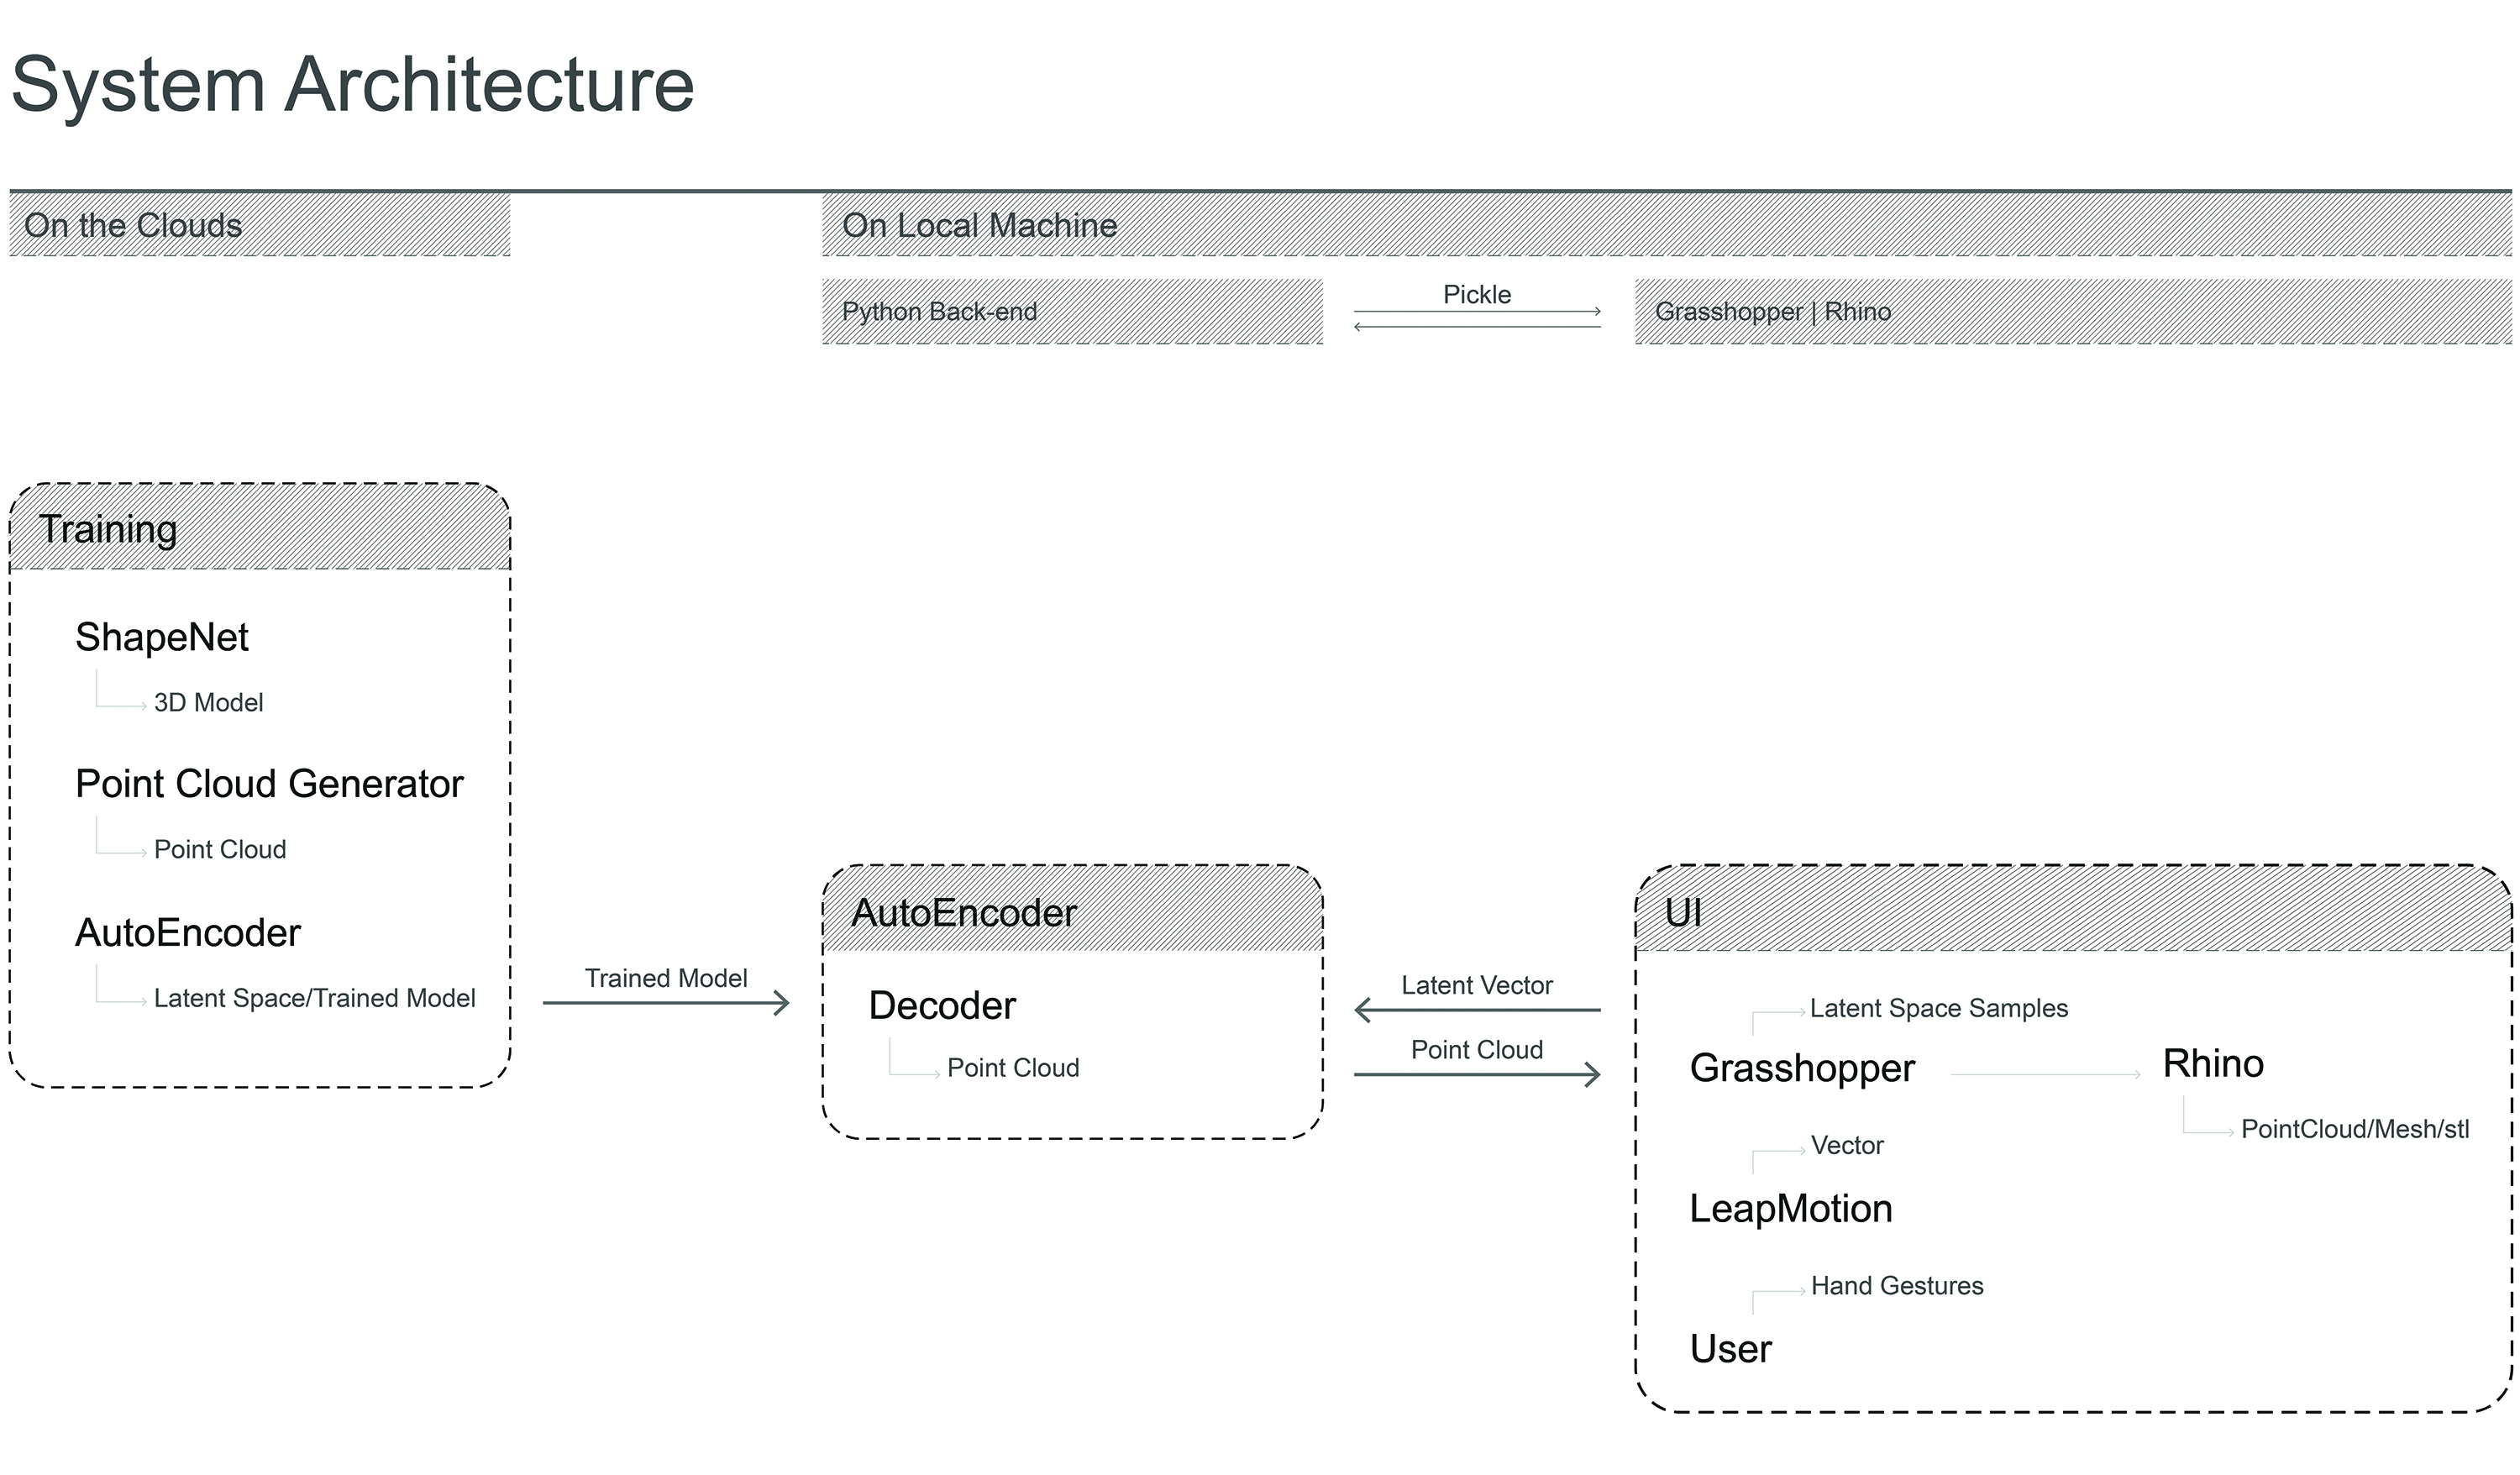 System Architecture
On the Clouds
On Local Machine
Python Back-end
Pickle
Grasshopper | Rhino
Training
ShapeNet
3D Model
Point Cloud Generator
Point Cloud
AutoEncoder
Latent Space/Trained Model
Trained Model
AutoEncoder
Decoder
Point Cloud
Latent Vector
Point Cloud
UI
Latent Space Samples
Grasshopper
Rhino
PointCloud/Mesh/stl
Vector
LeapMotion
Hand Gestures
User